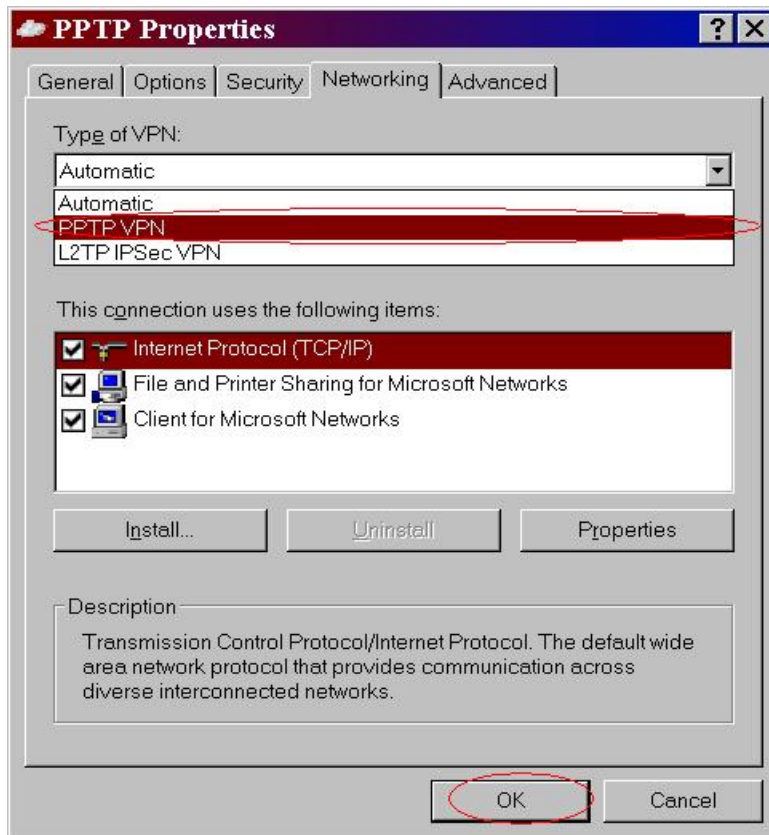 PPTP Properties
General Options Security Networking Advanced
Type of VPN:
Automatic
Automatic
PPTP VPN
L2TP IPSec VPN
This connection uses the following items:
Internet Protocol (TCP/IP)
File and Printer Sharing for Microsoft Networks
Client for Microsoft Networks
Install... Uninstall Properties
Description
Transmission Control Protocol/Internet Protocol. The default wide
area network protocol that provides communication across
diverse interconnected networks.
OK Cancel